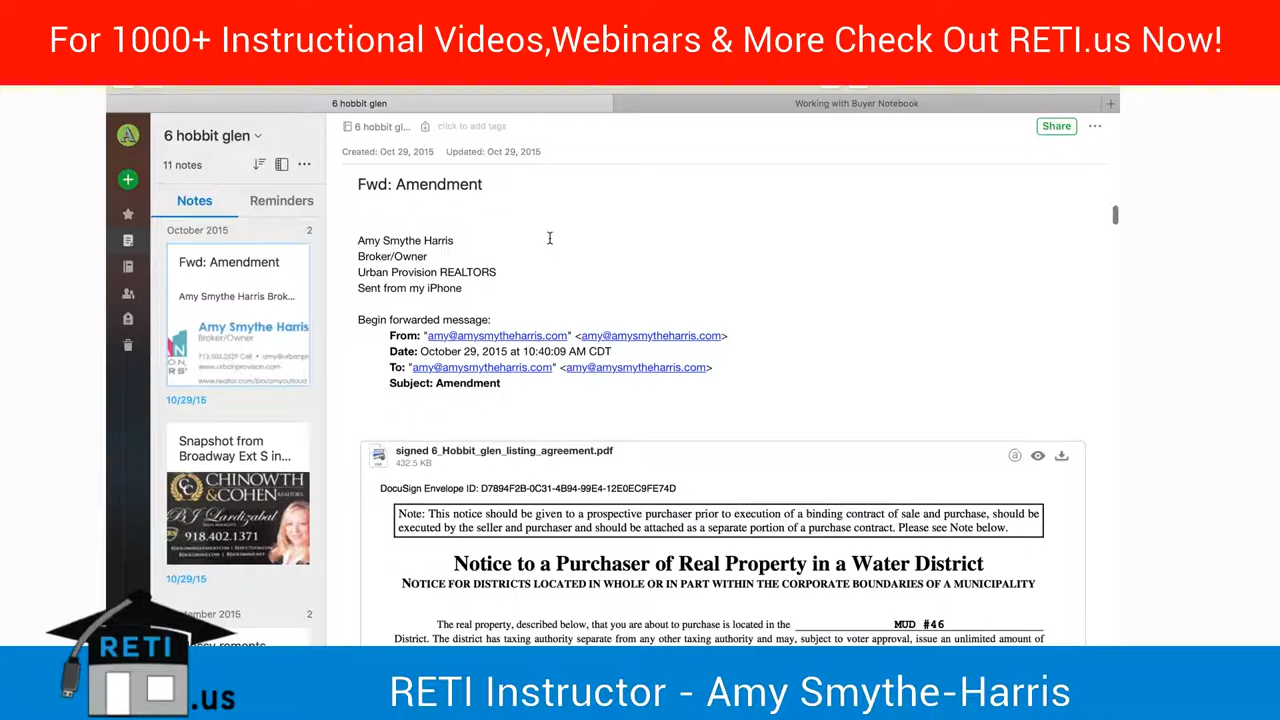 For 1000+ Instructional Videos,Webinars & More Check Out RETI.us Now!
6 hobbit glen
Working with Buyer Notebook
6 hobbit glen
11 notes
Notes
Reminders
October 2015
2
Fwd: Amendment
Amy Smythe Harris Brok...
Amy Smythe Harris
Broker/Owner
10/29/15
Snapshot from
Broadway Ext S in...
CHINOWTH
& COHEN
REALTORS
BJ Lardizabal
918.402.1371
10/29/15
2
6 hobbit gl...
click to add tags
Share
Created: Oct 29, 2015
Updated: Oct 29, 2015
Fwd: Amendment
Amy Smythe Harris
Broker/Owner
Urban Provision REALTORS
Sent from my iPhone
Begin forwarded message:
From: "amy@amysmytheharris.com" <amy@amysmytheharris.com>
Date: October 29, 2015 at 10:40:09 AM CDT
To: "amy@amysmytheharris.com" <amy@amysmytheharris.com>
Subject: Amendment
signed 6_Hobbit_glen_listing_agreement.pdf
432.5 KB
DocuSign Envelope ID: D7894F2B-0C31-4B94-99E4-12E0EC9FE74D
Note: This notice should be given to a prospective purchaser prior to execution of a binding contract of sale and purchase, should be
executed by the seller and purchaser and should be attached as a separate portion of a purchase contract. Please see Note below.
Notice to a Purchaser of Real Property in a Water District
NOTICE FOR DISTRICTS LOCATED IN WHOLE OR IN PART WITHIN THE CORPORATE BOUNDARIES OF A MUNICIPALITY
The real property, described below, that you are about to purchase is located in the MUD #46
District. The district has taxing authority separate from any other taxing authority and may, subject to voter approval, issue an unlimited amount of
RETI
.us
RETI Instructor - Amy Smythe-Harris